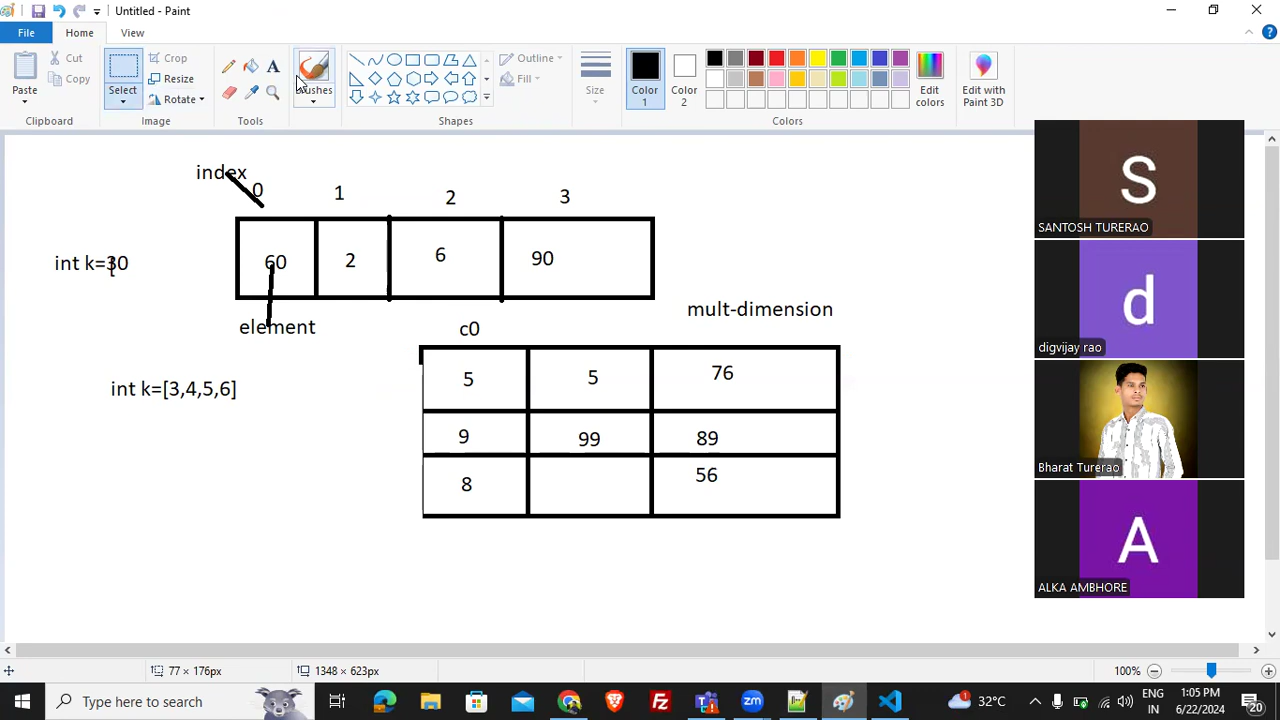 Untitled - Paint
File
Home
View
Paste
Cut
Copy
Clipboard
Select
Crop
Resize
Rotate
Image
A
Tools
Brushes
Outline
Fill
Shapes
Size
Color 1
Color 2
Edit colors
Edit with Paint 3D
Colors
index
0
1
2
3
int k=30
60
2
6
90
element
mult-dimension
c0
int k=[3,4,5,6]
5
5
76
9
99
89
8
56
S
SANTOSH TURERAO
d
digvijay rao
Bharat Turerao
A
ALKA AMBHORE
77 × 176px
1348 × 623px
100%
Type here to search
zm
1
32°C
ENG
IN
1:05 PM
6/22/2024
20